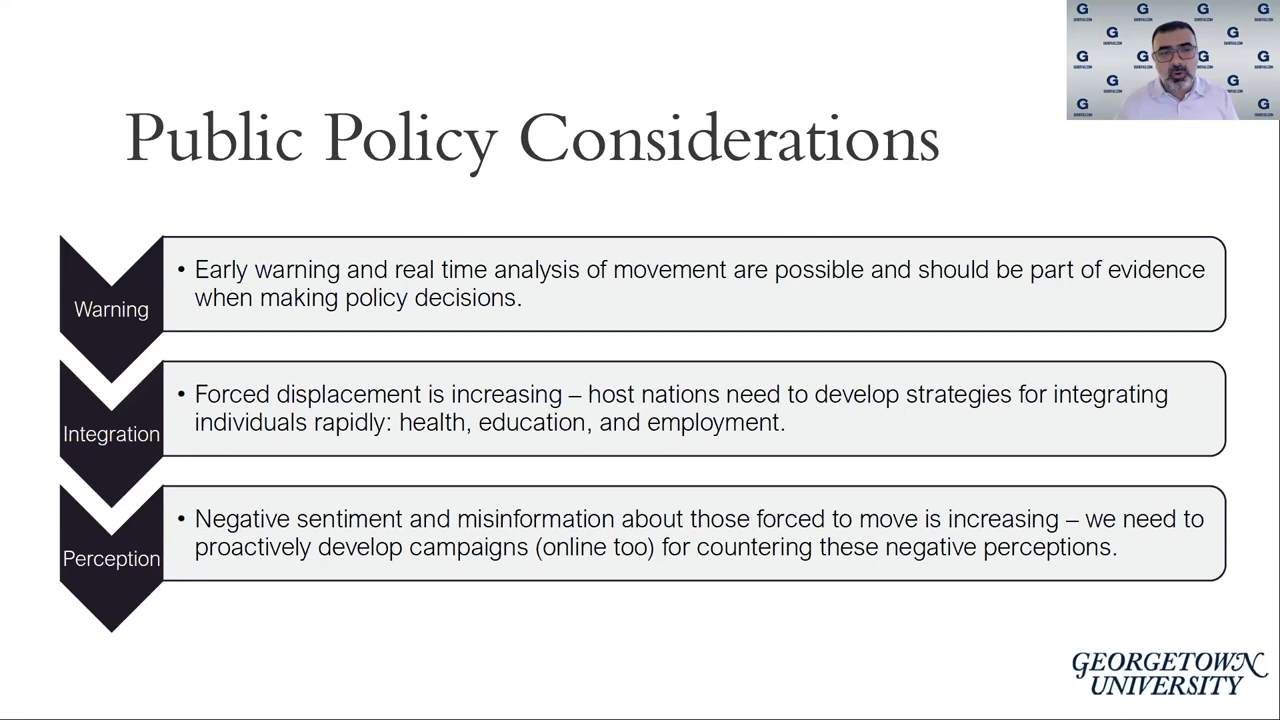 Public Policy Considerations
Warning
• Early warning and real time analysis of movement are possible and should be part of evidence
when making policy decisions.
Integration
• Forced displacement is increasing – host nations need to develop strategies for integrating
individuals rapidly: health, education, and employment.
Perception
• Negative sentiment and misinformation about those forced to move is increasing – we need to
proactively develop campaigns (online too) for countering these negative perceptions.
GEORGETOWN
UNIVERSITY